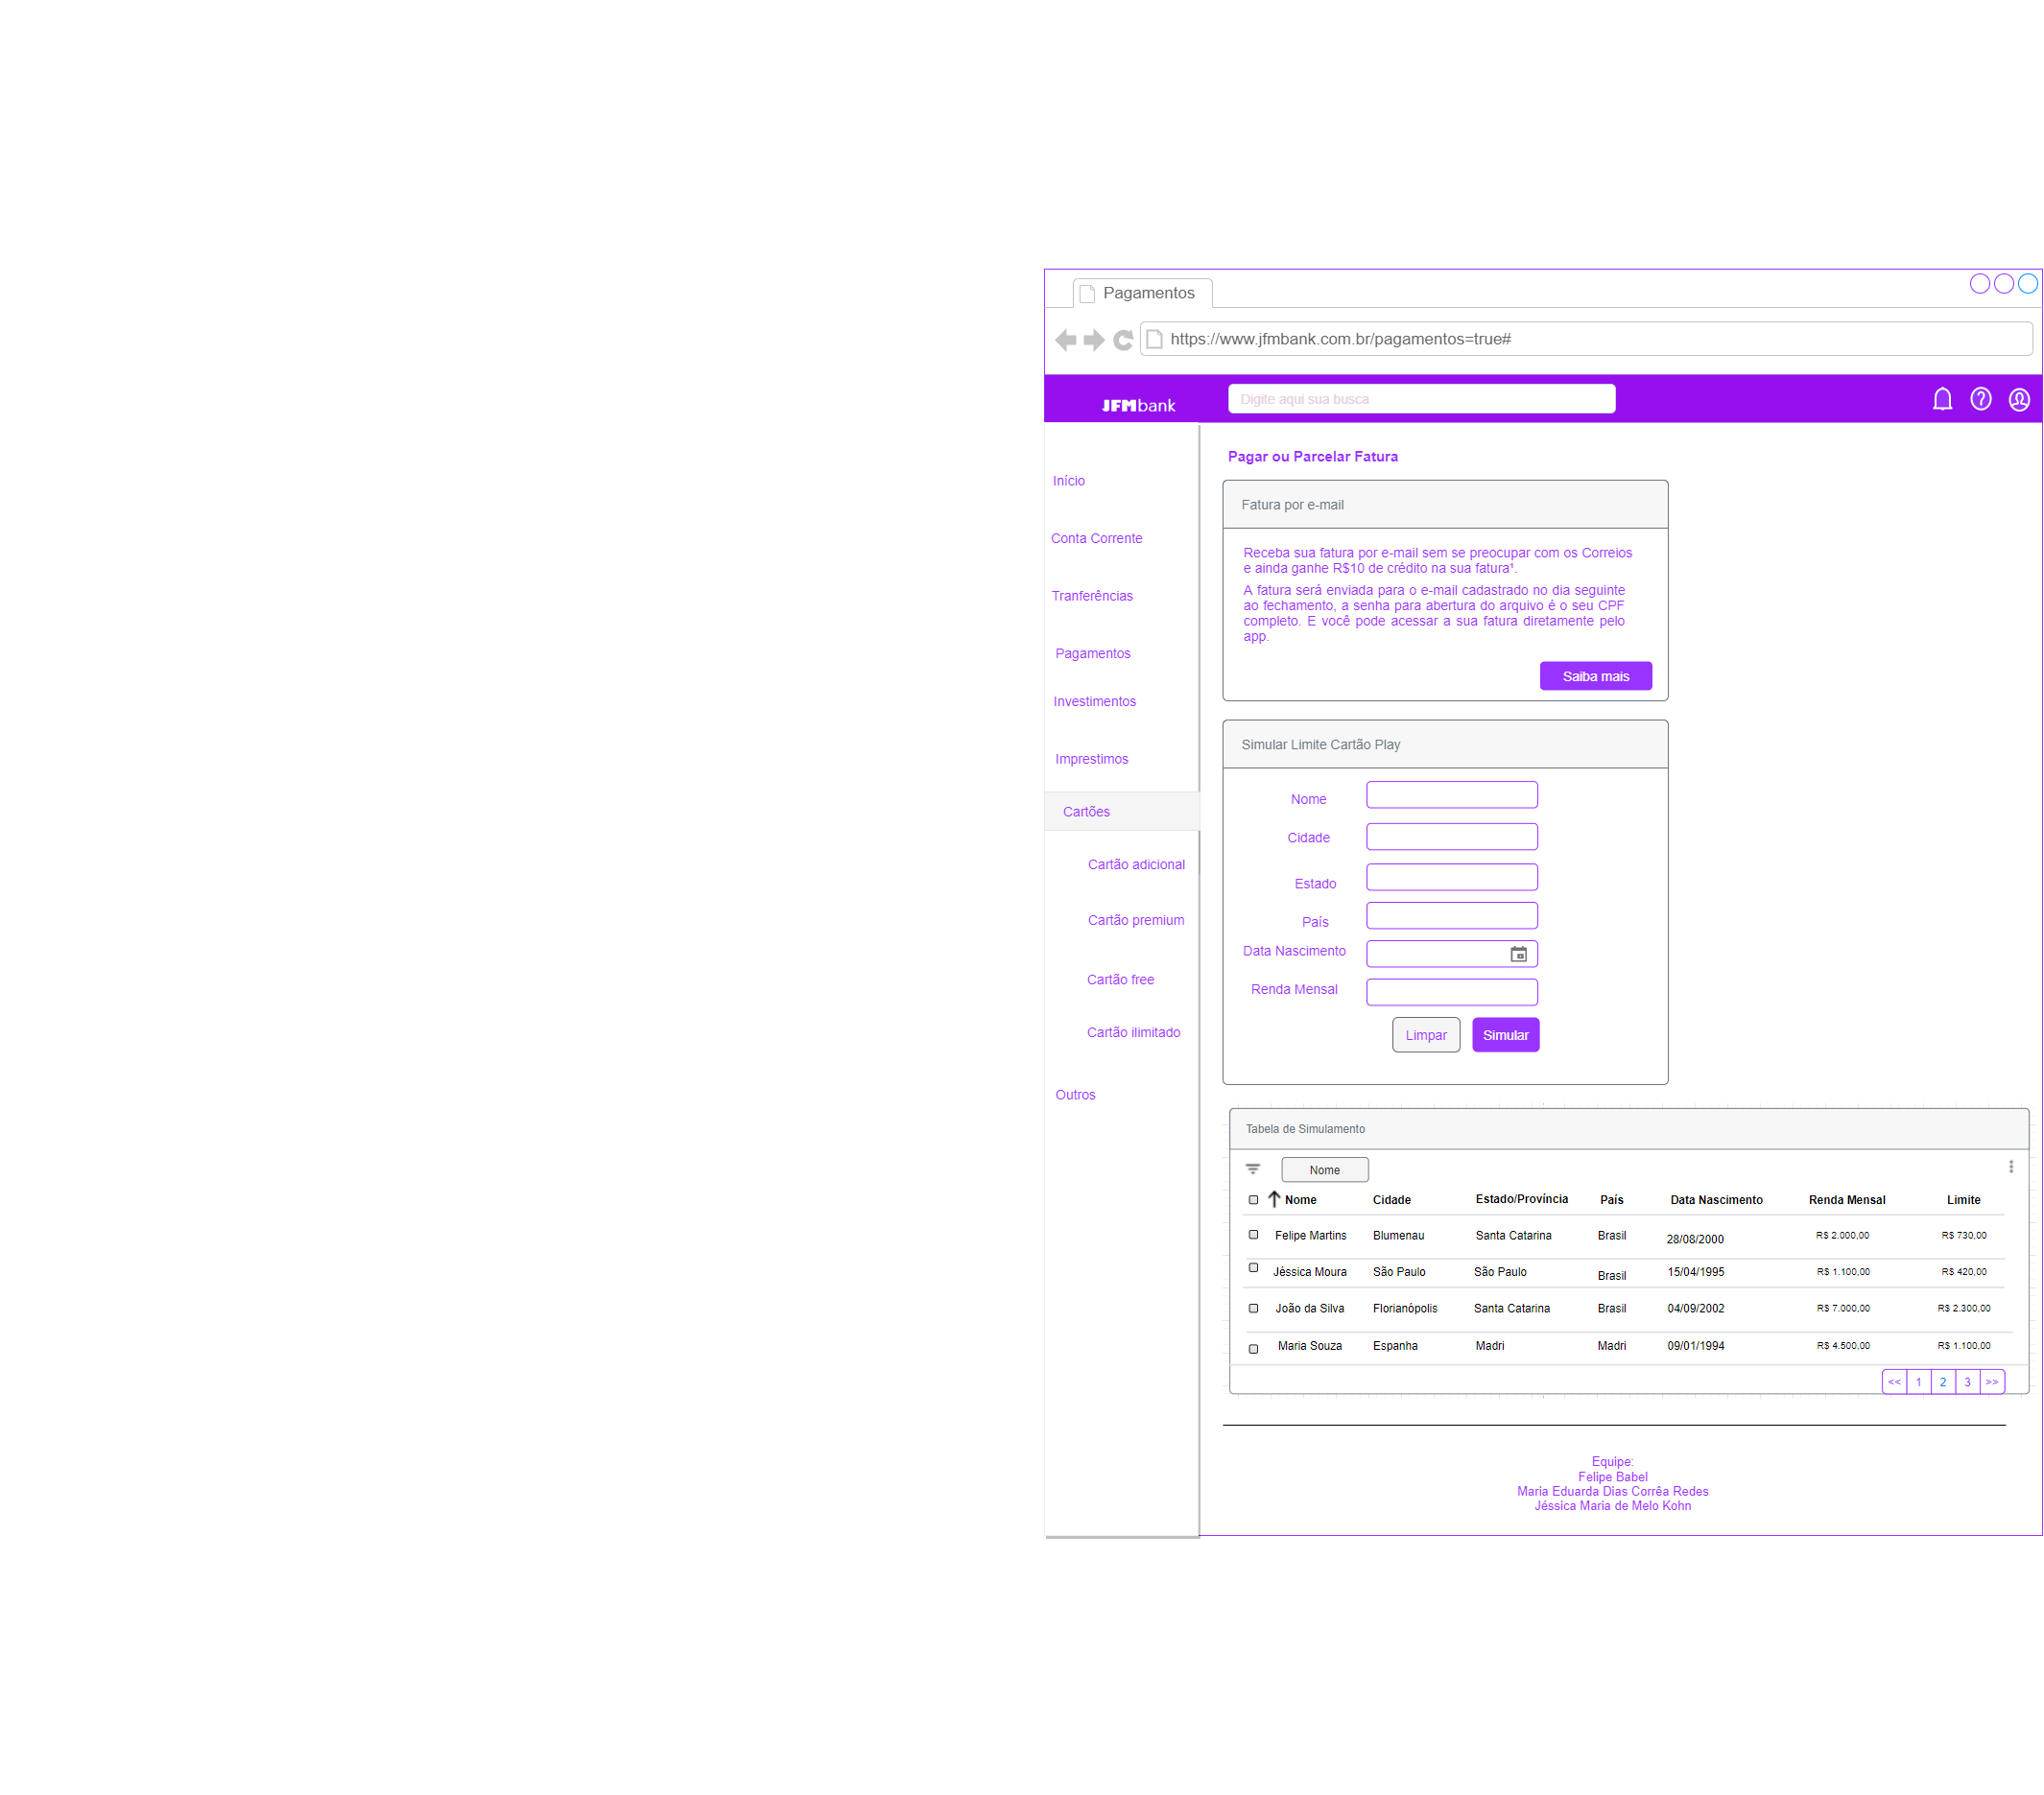 Pagamentos
https://www.jfmbank.com.br/pagamentos=true#
JFMbank
Digite aqui sua busca
Início
Conta Corrente
Tranferências
Pagamentos
Investimentos
Imprestimos
Cartões
Cartão adicional
Cartão premium
Cartão free
Cartão ilimitado
Outros
Pagar ou Parcelar Fatura
Fatura por e-mail
Receba sua fatura por e-mail sem se preocupar com os Correios
e ainda ganhe R$10 de crédito na sua fatura¹.
A fatura será enviada para o e-mail cadastrado no dia seguinte
ao fechamento, a senha para abertura do arquivo é o seu CPF
completo. E você pode acessar a sua fatura diretamente pelo
app.
Saiba mais
Simular Limite Cartão Play
Nome
Cidade
Estado
País
Data Nascimento
Renda Mensal
Limpar Simular
Tabela de Simulamento
Nome
Nome Cidade Estado/Província País Data Nascimento Renda Mensal Limite
Felipe Martins Blumenau Santa Catarina Brasil 28/08/2000 R$ 2.000,00 R$ 730,00
Jéssica Moura São Paulo São Paulo Brasil 15/04/1995 R$ 1.100,00 R$ 420,00
João da Silva Florianópolis Santa Catarina Brasil 04/09/2002 R$ 7.000,00 R$ 2.300,00
Maria Souza Espanha Madri Madri 09/01/1994 R$ 4.500,00 R$ 1.100,00
<< 1 2 3 >>
Equipe:
Felipe Babel
Maria Eduarda Dias Corrêa Redes
Jéssica Maria de Melo Kohn